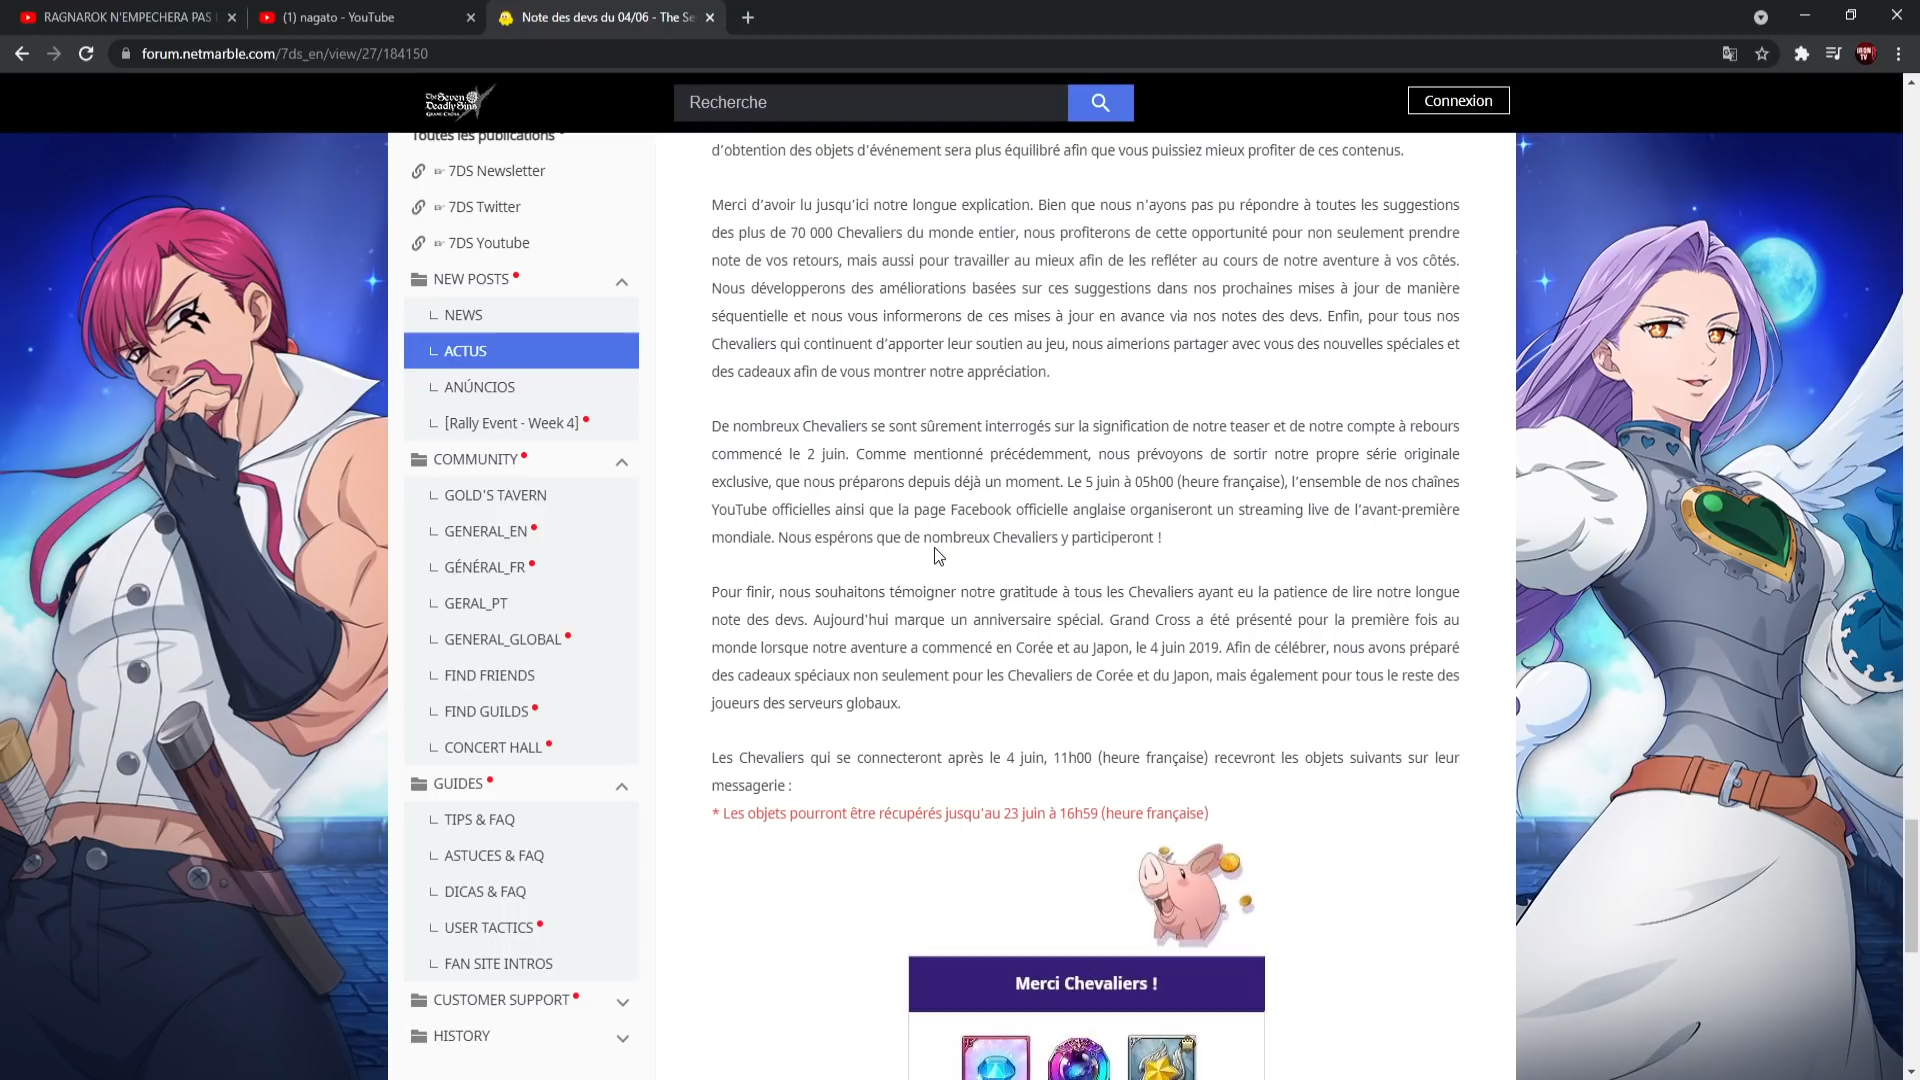 RAGNAROK N'EMPECHERA PAS
(1) nagato - YouTube
Note des devs du 04/06 - The Se
forum.netmarble.com/7ds_en/view/27/184150
IRON TV
The Seven
Deadly Sins
GRAND CROSS
Recherche
Connexion
Toutes les publications
☞ 7DS Newsletter
☞ 7DS Twitter
☞ 7DS Youtube
NEW POSTS
NEWS
ACTUS
ANÚNCIOS
[Rally Event - Week 4]
COMMUNITY
GOLD'S TAVERN
GENERAL_EN
GÉNÉRAL_FR
GERAL_PT
GENERAL_GLOBAL
FIND FRIENDS
FIND GUILDS
CONCERT HALL
GUIDES
TIPS & FAQ
ASTUCES & FAQ
DICAS & FAQ
USER TACTICS
FAN SITE INTROS
CUSTOMER SUPPORT
HISTORY
d'obtention des objets d'événement sera plus équilibré afin que vous puissiez mieux profiter de ces contenus.
Merci d'avoir lu jusqu'ici notre longue explication. Bien que nous n'ayons pas pu répondre à toutes les suggestions
des plus de 70 000 Chevaliers du monde entier, nous profiterons de cette opportunité pour non seulement prendre
note de vos retours, mais aussi pour travailler au mieux afin de les refléter au cours de notre aventure à vos côtés.
Nous développerons des améliorations basées sur ces suggestions dans nos prochaines mises à jour de manière
séquentielle et nous vous informerons de ces mises à jour en avance via nos notes des devs. Enfin, pour tous nos
Chevaliers qui continuent d'apporter leur soutien au jeu, nous aimerions partager avec vous des nouvelles spéciales et
des cadeaux afin de vous montrer notre appréciation.
De nombreux Chevaliers se sont sûrement interrogés sur la signification de notre teaser et de notre compte à rebours
commencé le 2 juin. Comme mentionné précédemment, nous prévoyons de sortir notre propre série originale
exclusive, que nous préparons depuis déjà un moment. Le 5 juin à 05h00 (heure française), l'ensemble de nos chaînes
YouTube officielles ainsi que la page Facebook officielle anglaise organiseront un streaming live de l'avant-première
mondiale. Nous espérons que de nombreux Chevaliers y participeront !
Pour finir, nous souhaitons témoigner notre gratitude à tous les Chevaliers ayant eu la patience de lire notre longue
note des devs. Aujourd'hui marque un anniversaire spécial. Grand Cross a été présenté pour la première fois au
monde lorsque notre aventure a commencé en Corée et au Japon, le 4 juin 2019. Afin de célébrer, nous avons préparé
des cadeaux spéciaux non seulement pour les Chevaliers de Corée et du Japon, mais également pour tous le reste des
joueurs des serveurs globaux.
Les Chevaliers qui se connecteront après le 4 juin, 11h00 (heure française) recevront les objets suivants sur leur
messagerie :
* Les objets pourront être récupérés jusqu'au 23 juin à 16h59 (heure française)
Merci Chevaliers !